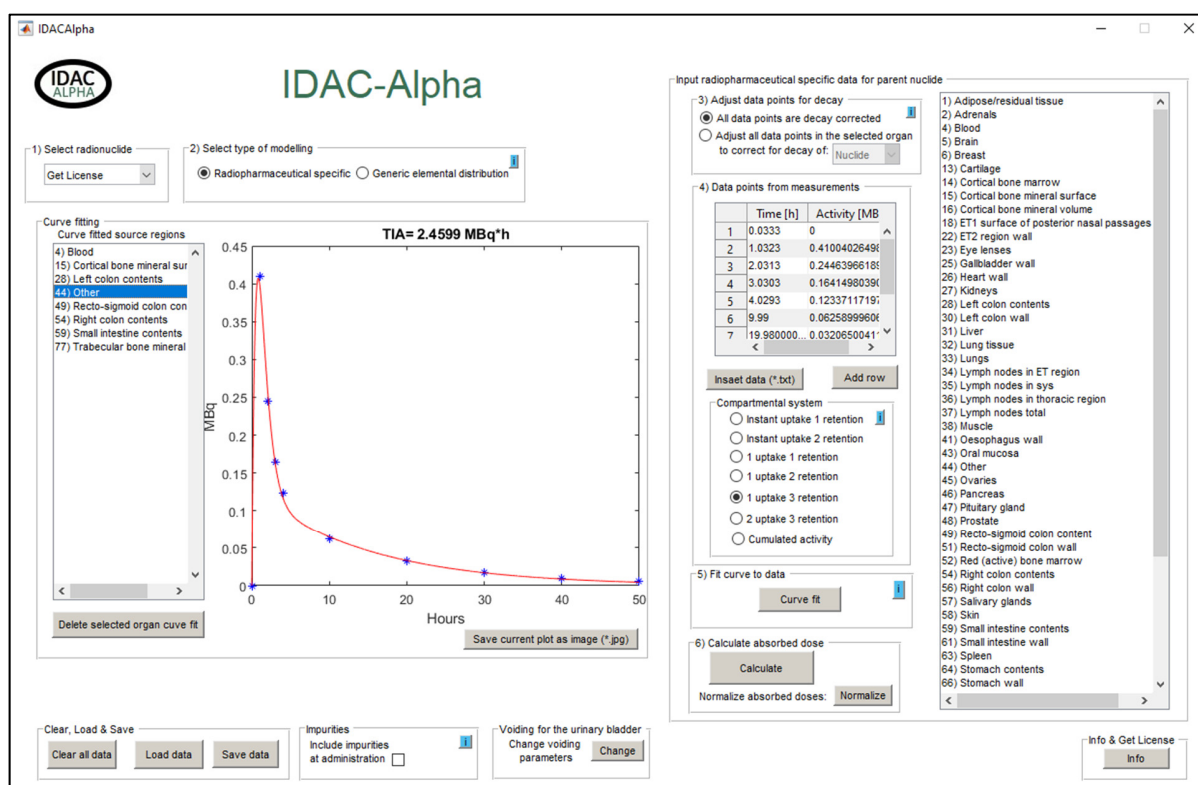 IDACAlpha
IDAC
ALPHA
IDAC-Alpha
1) Select radionuclide
Get License
2) Select type of modelling
Radiopharmaceutical specific
Generic elemental distribution
i
Curve fitting
Curve fitted source regions
4) Blood
15) Cortical bone mineral sur
28) Left colon contents
44) Other
49) Recto-sigmoid colon con
54) Right colon contents
59) Small intestine contents
77) Trabecular bone mineral
Delete selected organ cuve fit
TIA= 2.4599 MBq*h
MBq
0.45
0.4
0.35
0.3
0.25
0.2
0.15
0.1
0.05
0
0 10 20 30 40 50
Hours
Save current plot as image (*.jpg)
Clear, Load & Save
Clear all data
Load data
Save data
Impurities
Include impurities
at administration
i
Voiding for the urinary bladder
Change voiding
parameters
Change
Input radiopharmaceutical specific data for parent nuclide
3) Adjust data points for decay
All data points are decay corrected
i
Adjust all data points in the selected organ
to correct for decay of:
Nuclide
4) Data points from measurements
Time [h] Activity [MB
1 0.0333 0
2 1.0323 0.41004026498
3 2.0313 0.24463966189
4 3.0303 0.16414980390
5 4.0293 0.12337117197
6 9.99 0.06258999606
7 19.980000... 0.03206500411
Insaet data (*.txt)
Add row
Compartmental system
Instant uptake 1 retention
i
Instant uptake 2 retention
1 uptake 1 retention
1 uptake 2 retention
1 uptake 3 retention
2 uptake 3 retention
Cumulated activity
5) Fit curve to data
Curve fit
i
6) Calculate absorbed dose
Calculate
Normalize absorbed doses:
Normalize
1) Adipose/residual tissue
2) Adrenals
4) Blood
5) Brain
6) Breast
13) Cartilage
14) Cortical bone marrow
15) Cortical bone mineral surface
16) Cortical bone mineral volume
18) ET1 surface of posterior nasal passages
22) ET2 region wall
23) Eye lenses
25) Gallbladder wall
26) Heart wall
27) Kidneys
28) Left colon contents
30) Left colon wall
31) Liver
32) Lung tissue
33) Lungs
34) Lymph nodes in ET region
35) Lymph nodes in sys
36) Lymph nodes in thoracic region
37) Lymph nodes total
38) Muscle
41) Oesophagus wall
43) Oral mucosa
44) Other
45) Ovaries
46) Pancreas
47) Pituitary gland
48) Prostate
49) Recto-sigmoid colon content
51) Recto-sigmoid colon wall
52) Red (active) bone marrow
54) Right colon contents
56) Right colon wall
57) Salivary glands
58) Skin
59) Small intestine contents
61) Small intestine wall
63) Spleen
64) Stomach contents
66) Stomach wall
Info & Get License
Info